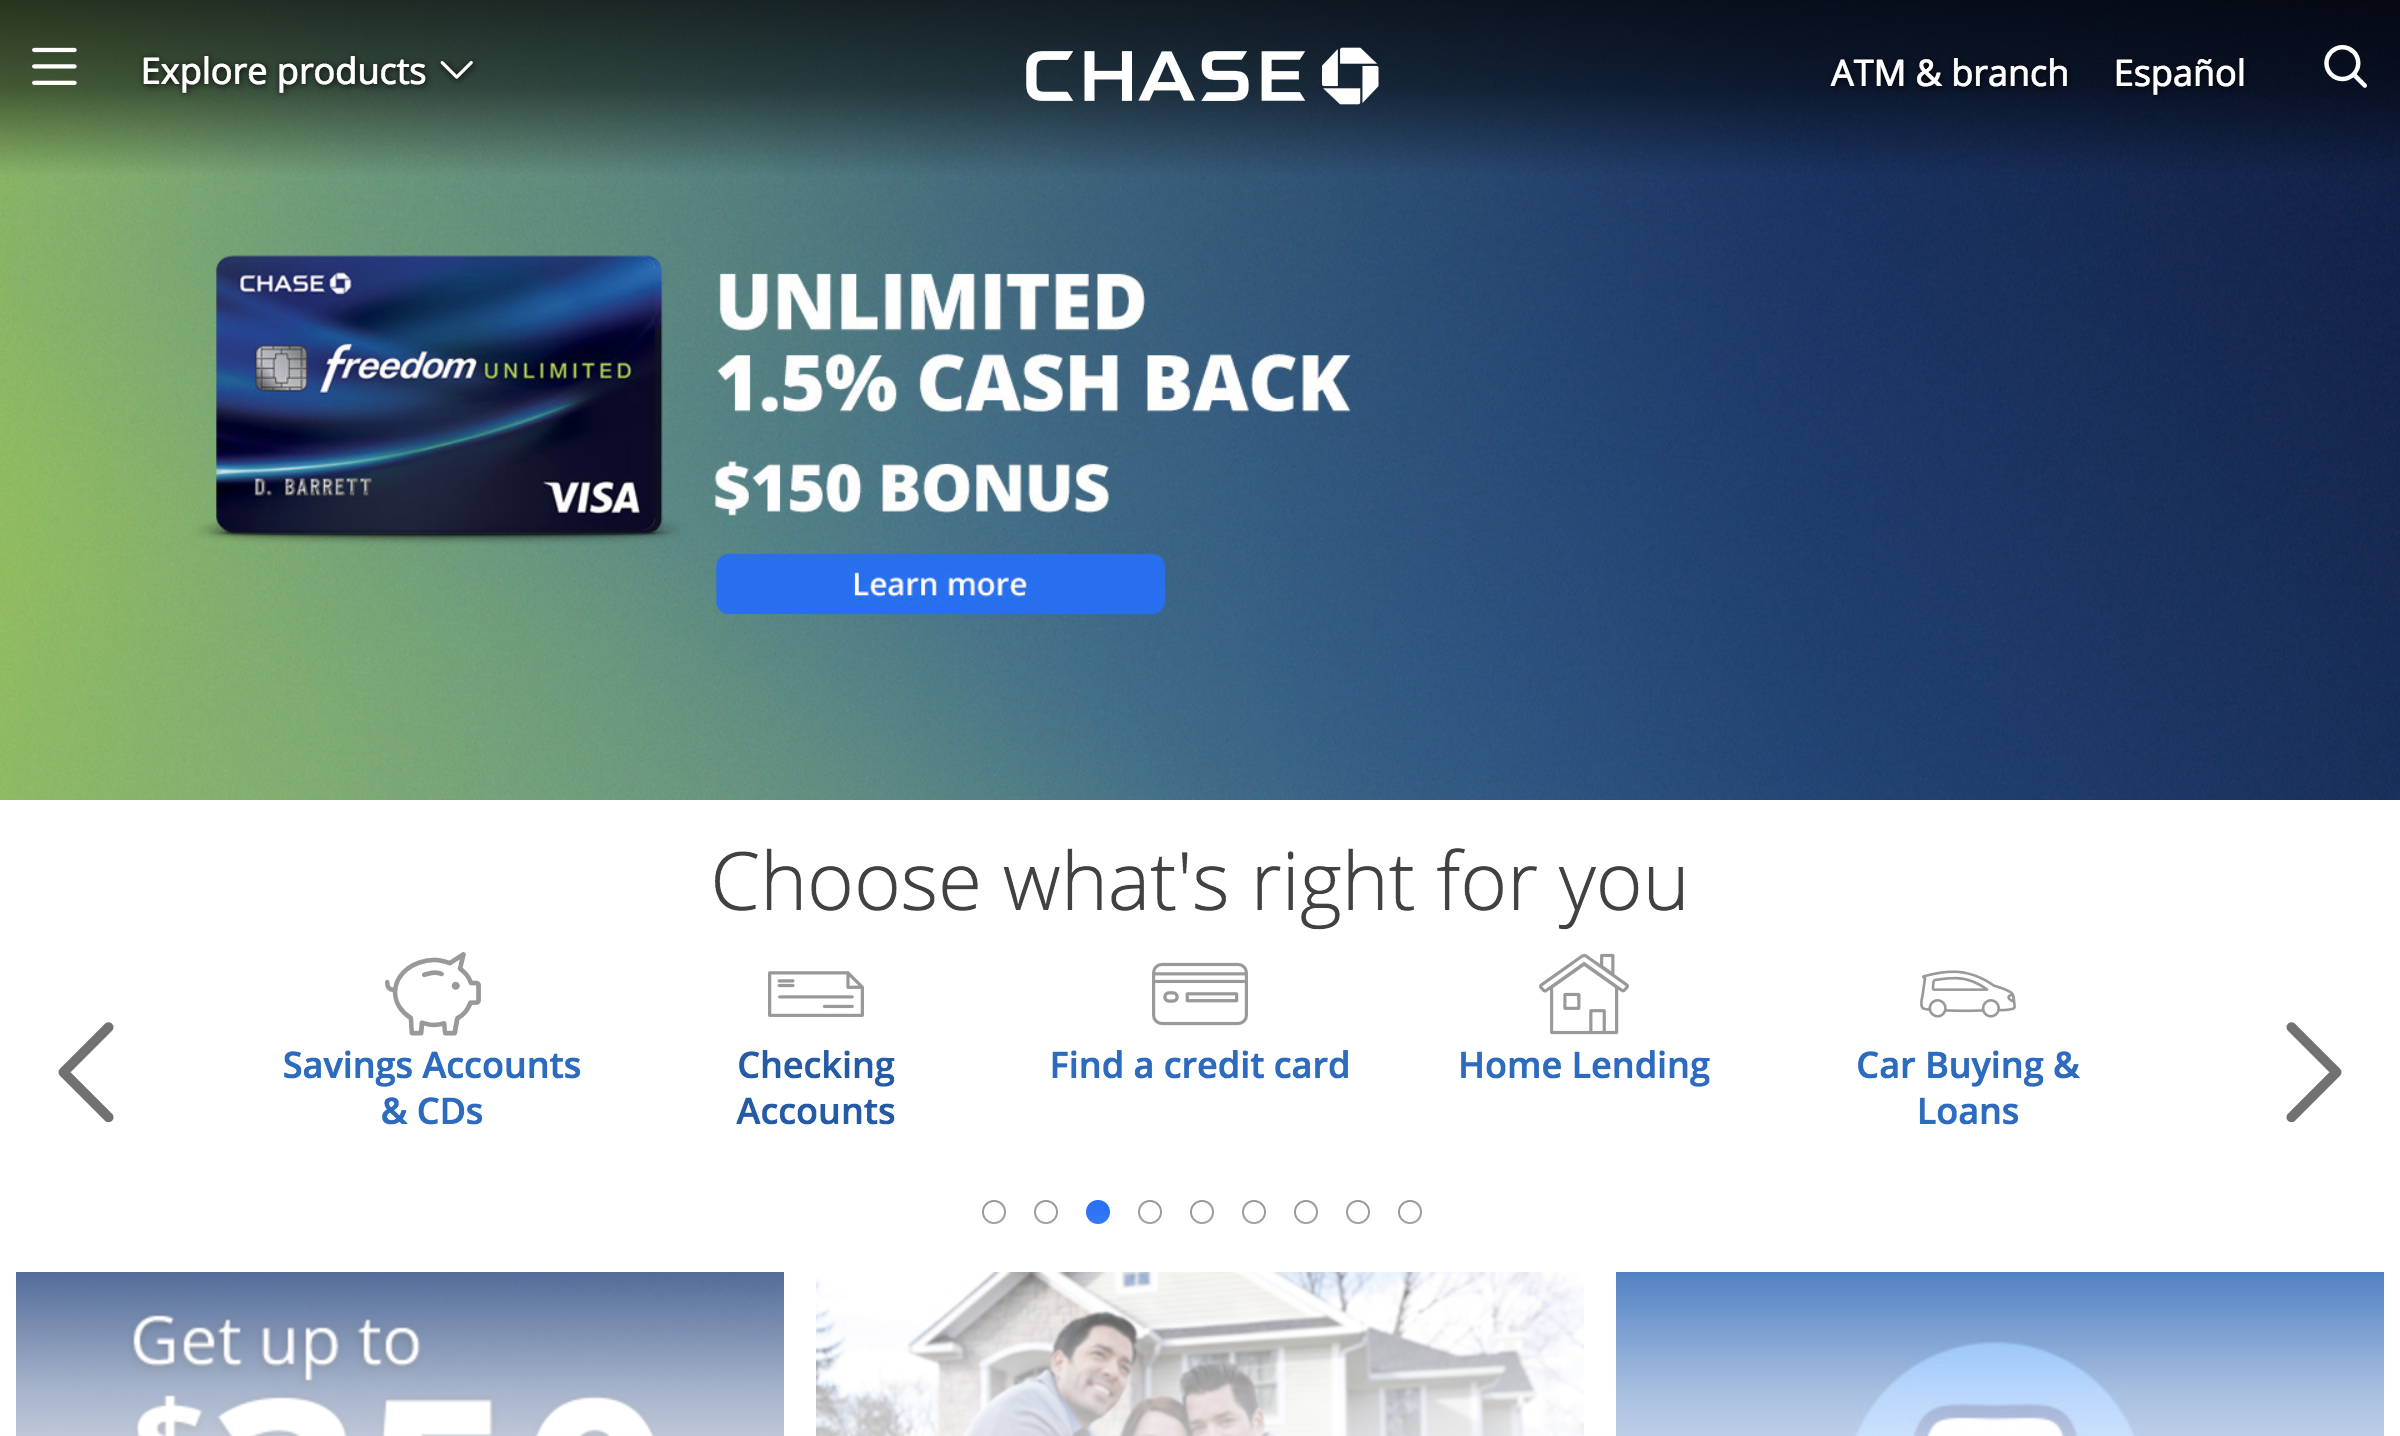 Explore products
CHASE
ATM & branch
Español
CHASE
freedom UNLIMITED
D. BARRETT
VISA
UNLIMITED
1.5% CASH BACK
$150 BONUS
Learn more
Choose what's right for you
Savings Accounts
& CDs
Checking
Accounts
Find a credit card
Home Lending
Car Buying &
Loans
Get up to